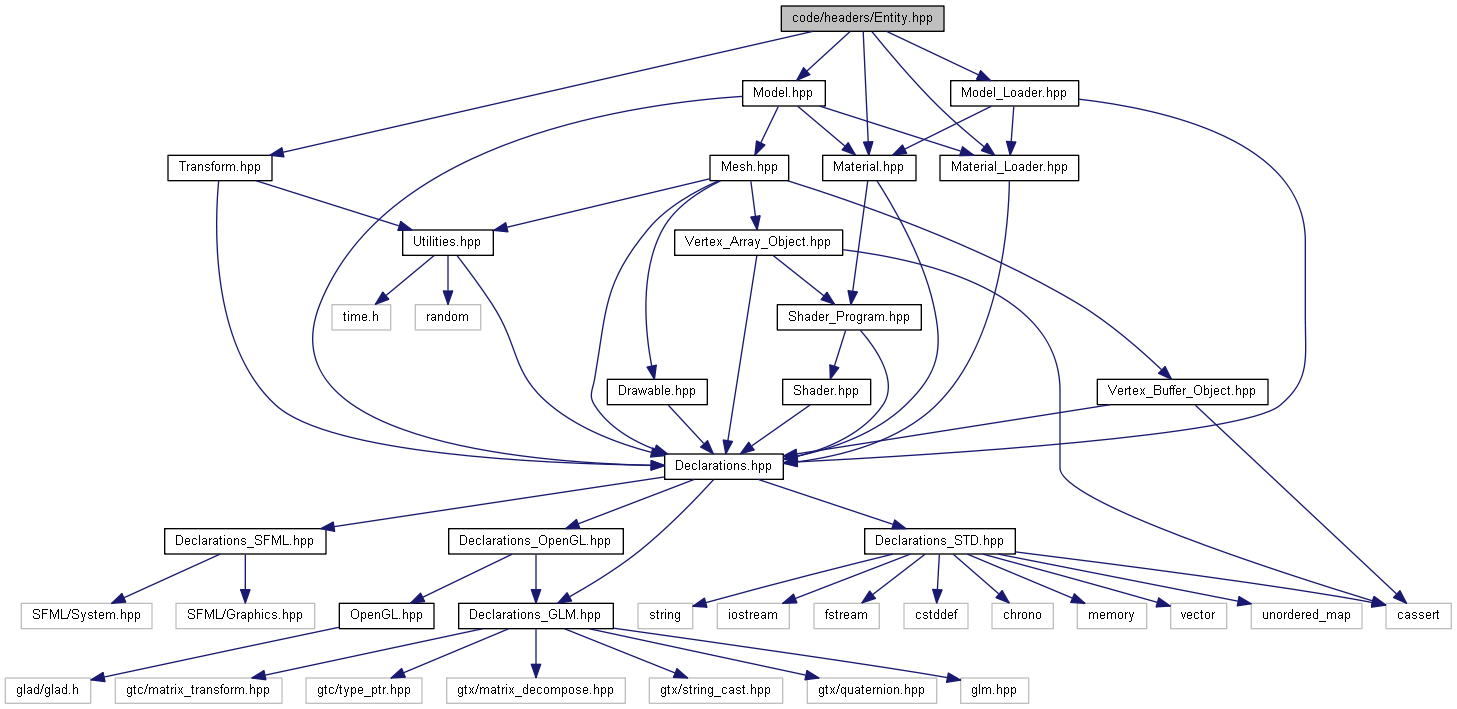 code/headers/Entity.hpp
Model.hpp
Model_Loader.hpp
Transform.hpp
Mesh.hpp
Material.hpp
Material_Loader.hpp
Utilities.hpp
Vertex_Array_Object.hpp
time.h
random
Shader_Program.hpp
Drawable.hpp
Shader.hpp
Vertex_Buffer_Object.hpp
Declarations.hpp
Declarations_SFML.hpp
Declarations_OpenGL.hpp
Declarations_STD.hpp
SFML/System.hpp
SFML/Graphics.hpp
OpenGL.hpp
Declarations_GLM.hpp
string
iostream
fstream
cstddef
chrono
memory
vector
unordered_map
cassert
glad/glad.h
gtc/matrix_transform.hpp
gtc/type_ptr.hpp
gtx/matrix_decompose.hpp
gtx/string_cast.hpp
gtx/quaternion.hpp
glm.hpp